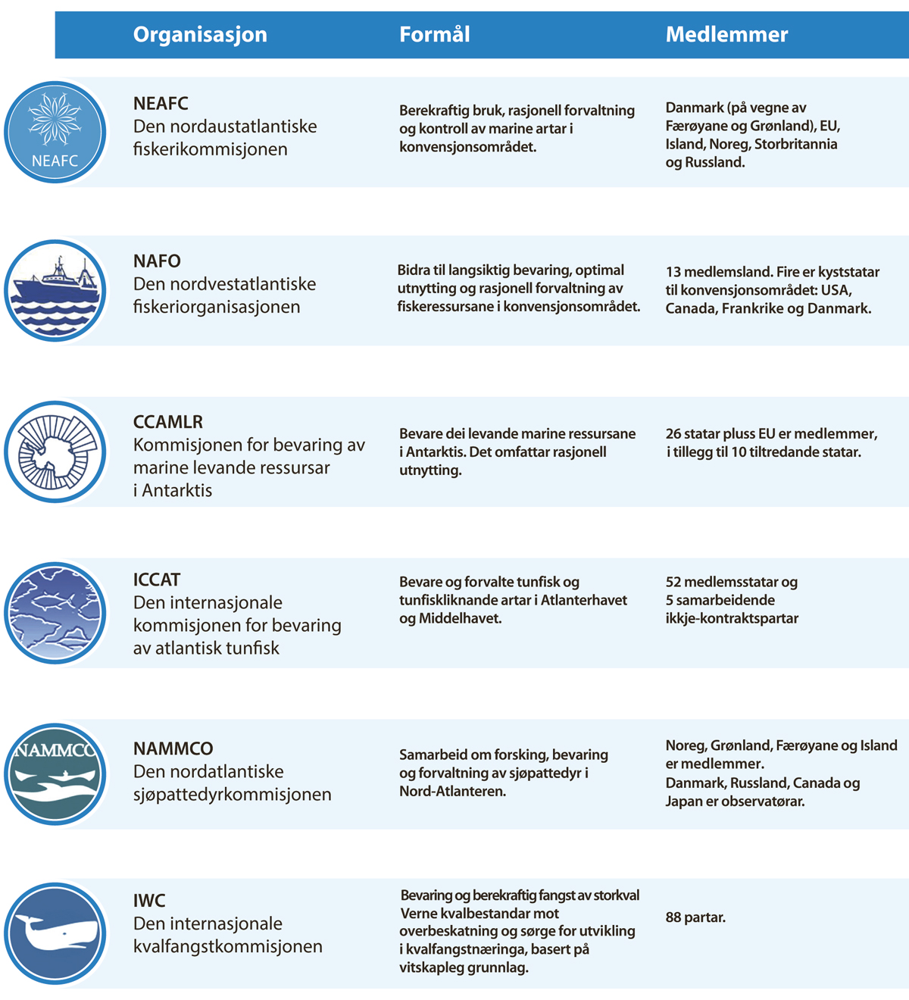 Organisasjon
Formål
Medlemmer
NEAFC
NEAFC
Den nordaustatlantiske
fiskerikommisjonen
Berekraftig bruk, rasjonell forvaltning
og kontroll av marine artar i
konvensjonsområdet.
Danmark (på vegne av
Færøyane og Grønland), EU,
Island, Noreg, Storbritannia
og Russland.
NAFO
Den nordvestatlantiske
fiskeriorganisasjonen
Bidra til langsiktig bevaring, optimal
utnytting og rasjonell forvaltning av
fiskeressursane i konvensjonsområdet.
13 medlemsland. Fire er kyststatar
til konvensjonsområdet: USA,
Canada, Frankrike og Danmark.
CCAMLR
Kommisjonen for bevaring av
marine levande ressursar
i Antarktis
Bevare dei levande marine ressursane
i Antarktis. Det omfattar rasjonell
utnytting.
26 statar pluss EU er medlemmer,
i tillegg til 10 tiltredande statar.
ICCAT
Den internasjonale
kommisjonen for bevaring
av atlantisk tunfisk
Bevare og forvalte tunfisk og
tunfiskliknande artar i Atlanterhavet
og Middelhavet.
52 medlemsstatar og
5 samarbeidende
ikkje-kontraktspartar
NAMMCO
NAMMCO
Den nordatlantiske
sjøpattedyrkommisjonen
Samarbeid om forsking, bevaring
og forvaltning av sjøpattedyr i
Nord-Atlanteren.
Noreg, Grønland, Færøyane og Island
er medlemmer.
Danmark, Russland, Canada og
Japan er observatørar.
IWC
Den internasjonale
kvalfangstkommisjonen
Bevaring og berekraftig fangst av storkval
Verne kvalbestandar mot
overbeskatning og sørge for utvikling
i kvalfangstnæringa, basert på
vitskapleg grunnlag.
88 partar.